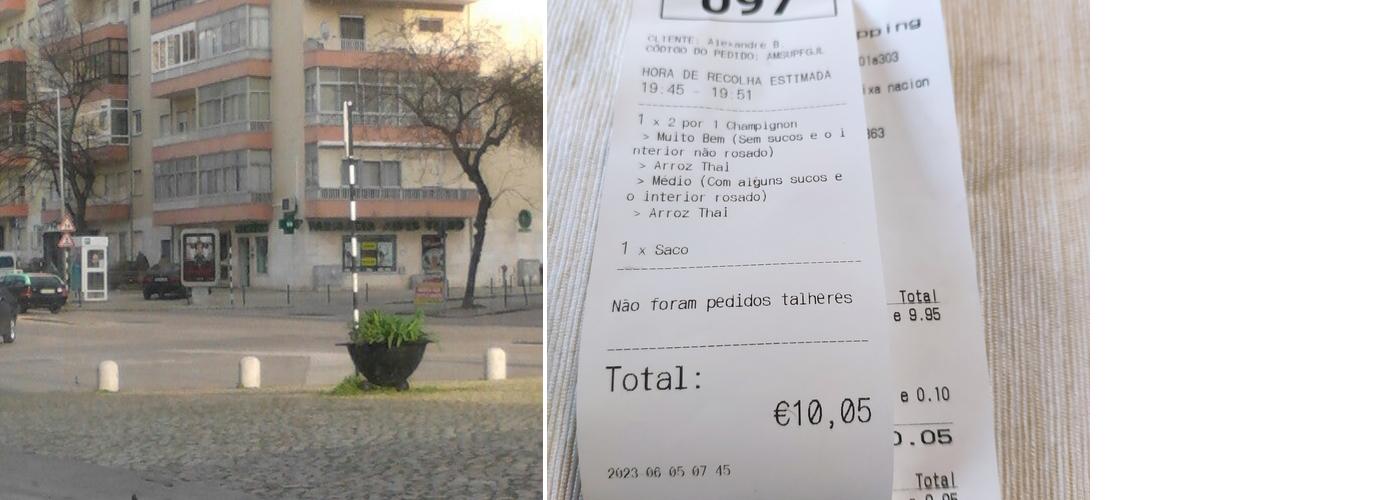 097
CLIENTE: Alexandre B.
CÓDIGO DO PEDIDO: AMSUPFGJL
HORA DE RECOLHA ESTIMADA
19:45 - 19:51
1 x 2 por 1 Champignon
> Muito Bem (Sem sucos e o i
nterior não rosado)
> Arroz Thai
> Médio (Com alguns sucos e
o interior rosado)
> Arroz Thai
1 x Saco
Não foram pedidos talheres
Total:
€10,05
2023-06-05 07 45
pping
01a303
ixa nacion
363
Total
e 9.95
e 0.10
0.05
Total